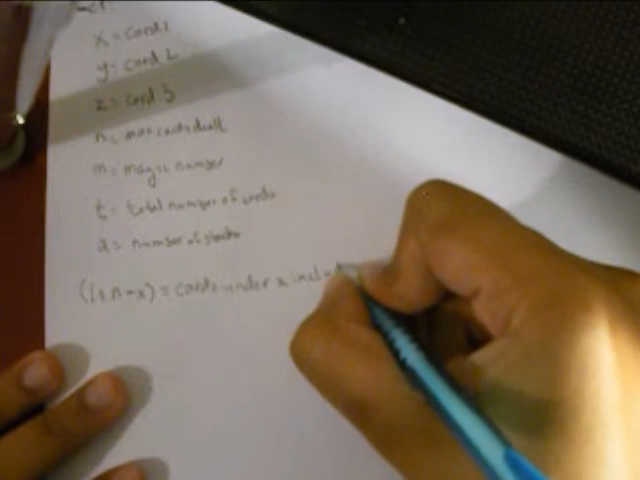 x = card 1
y = card 2
z = card 3
n = max cards dealt
m = magic number
t = total number of cards
a = number of stacks
(1+n-x) = cards under x includ